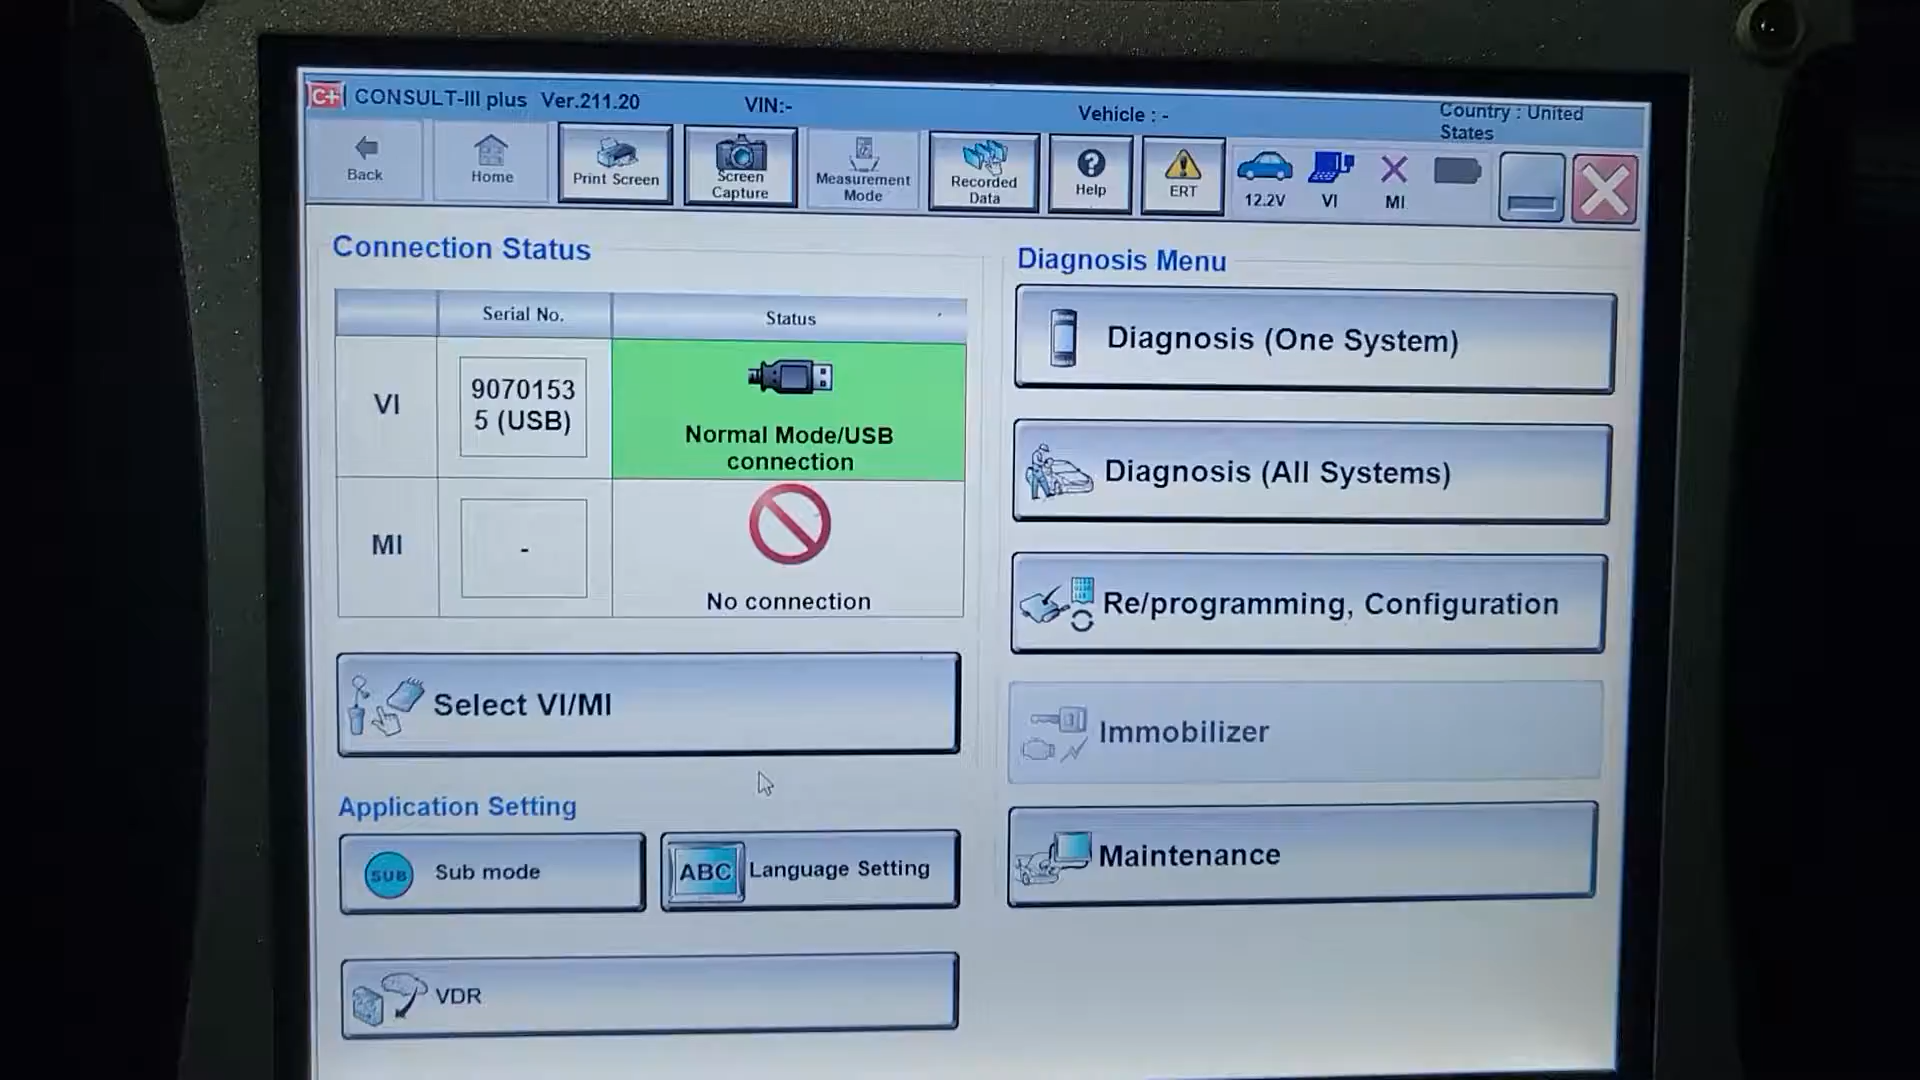 C+ CONSULT-III plus Ver.211.20 VIN:- Vehicle : - Country : United
States
Back
Home
Print Screen
Screen
Capture
Measurement
Mode
Recorded
Data
? Help
ERT
12.2V
VI
MI
Connection Status
Serial No. Status
VI
9070153
5 (USB)
Normal Mode/USB
connection
MI
-
No connection
Select VI/MI
Application Setting
SUB Sub mode
ABC Language Setting
VDR
Diagnosis Menu
Diagnosis (One System)
Diagnosis (All Systems)
Re/programming, Configuration
Immobilizer
Maintenance